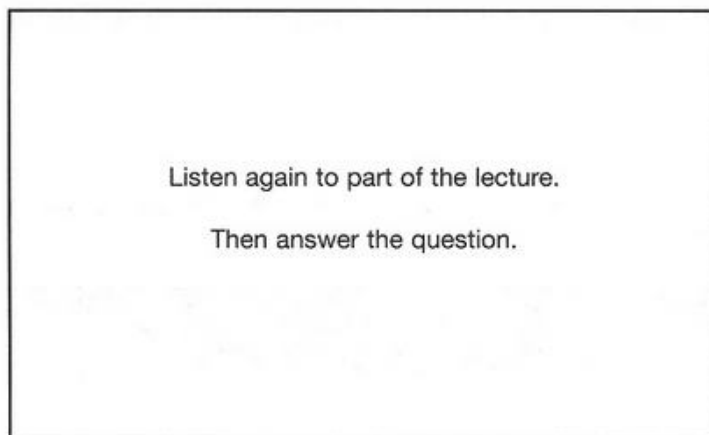 Listen again to part of the lecture.
Then answer the question.